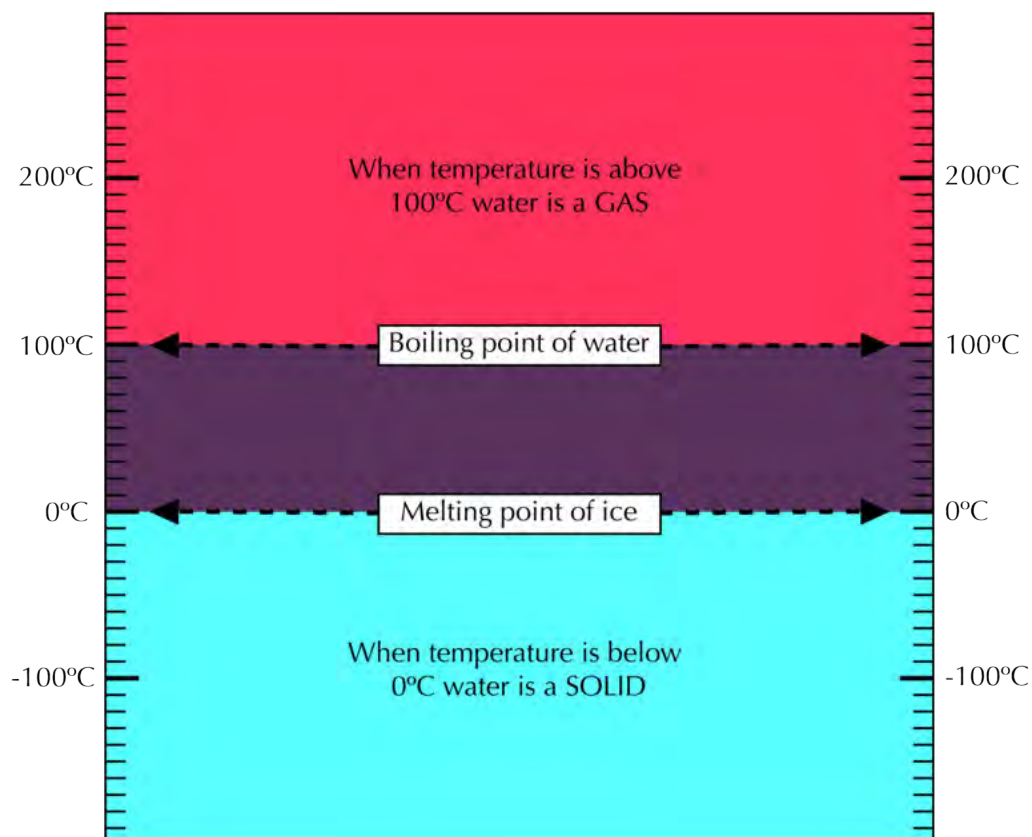 200ºC
When temperature is above
200ºC
100ºC water is a GAS
100ºC
Boiling point of water
100ºC
0ºC
Melting point of ice
0ºC
When temperature is below
-100ºC
0ºC water is a SOLID
-100ºC